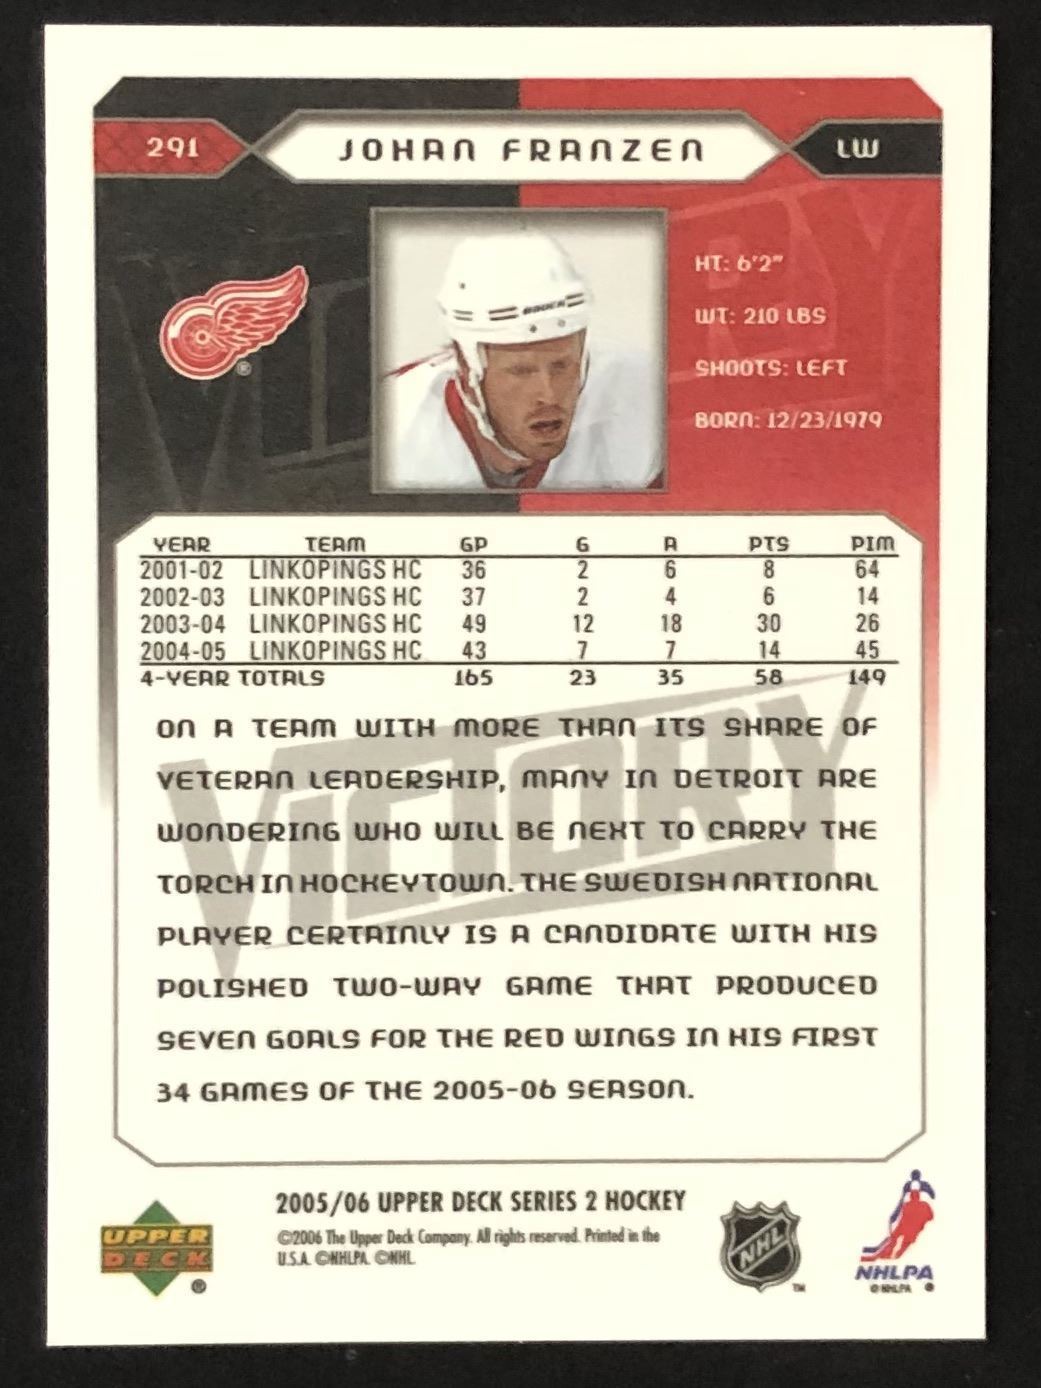 291 JOHAN FRANZEN LW
HT: 6'2"
WT: 210 LBS
SHOOTS: LEFT
BORN: 12/23/1979
YEAR TEAM GP G A PTS PIM
2001-02 LINKOPINGS HC 36 2 6 8 64
2002-03 LINKOPINGS HC 37 2 4 6 14
2003-04 LINKOPINGS HC 49 12 18 30 26
2004-05 LINKOPINGS HC 43 7 7 14 45
4-YEAR TOTALS 165 23 35 58 149
VICTORY
ON A TEAM WITH MORE THAN ITS SHARE OF
VETERAN LEADERSHIP, MANY IN DETROIT ARE
WONDERING WHO WILL BE NEXT TO CARRY THE
TORCH IN HOCKEYTOWN. THE SWEDISH NATIONAL
PLAYER CERTAINLY IS A CANDIDATE WITH HIS
POLISHED TWO-WAY GAME THAT PRODUCED
SEVEN GOALS FOR THE RED WINGS IN HIS FIRST
34 GAMES OF THE 2005-06 SEASON.
2005/06 UPPER DECK SERIES 2 HOCKEY
©2006 The Upper Deck Company. All rights reserved. Printed in the
U.S.A. ©NHLPA. ©NHL.
UPPER
DECK
®
NHL
TM
NHLPA
© NHLPA ®